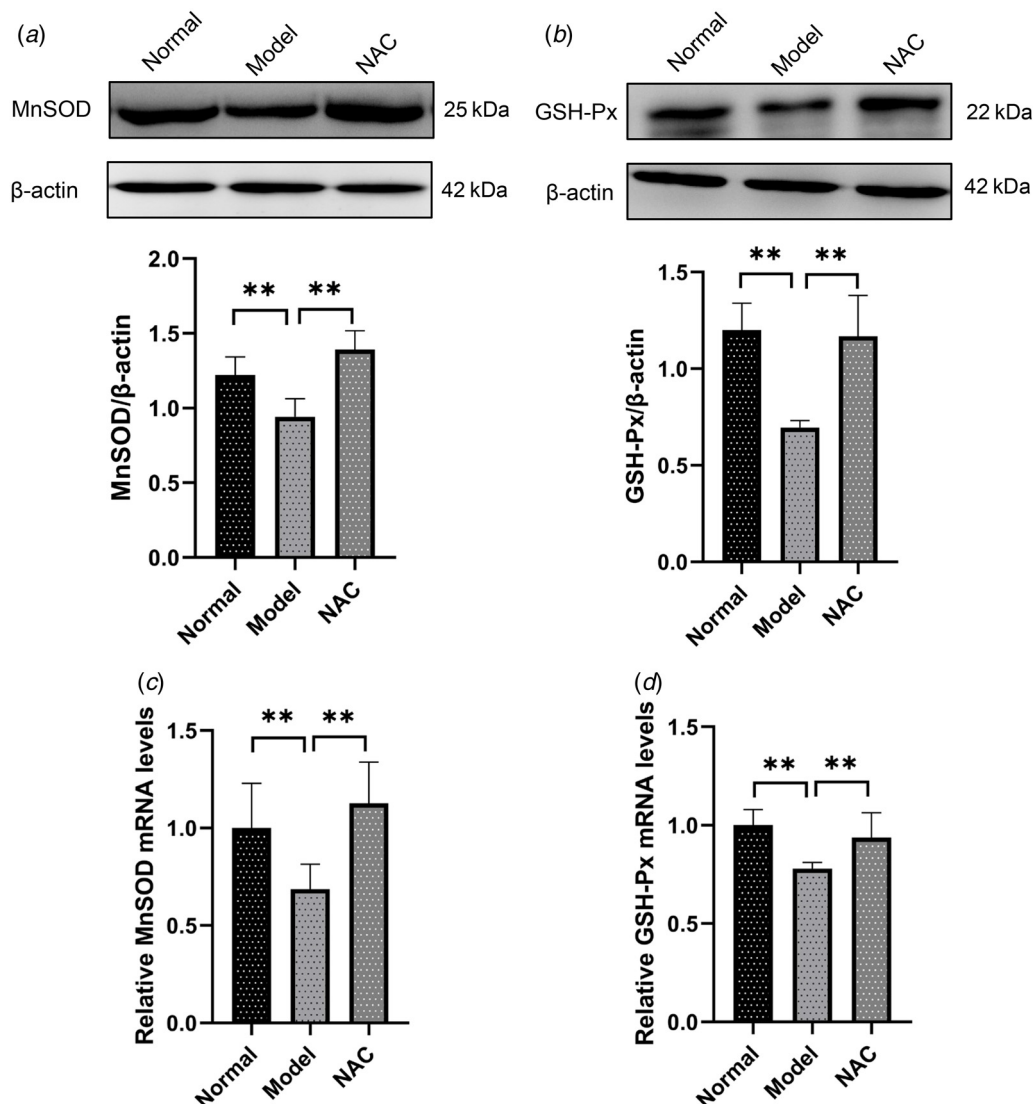 (a)
Normal
Model
NAC
MnSOD
25 kDa
β-actin
42 kDa
2.0
1.5
1.0
0.5
0.0
MnSOD/β-actin
** **
Normal
Model
NAC
(b)
Normal
Model
NAC
GSH-Px
22 kDa
β-actin
42 kDa
1.5
1.0
0.5
0.0
GSH-Px/β-actin
** **
Normal
Model
NAC
(c)
Relative MnSOD mRNA levels
1.5
1.0
0.5
0.0
** **
Normal
Model
NAC
(d)
Relative GSH-Px mRNA levels
1.5
1.0
0.5
0.0
** **
Normal
Model
NAC